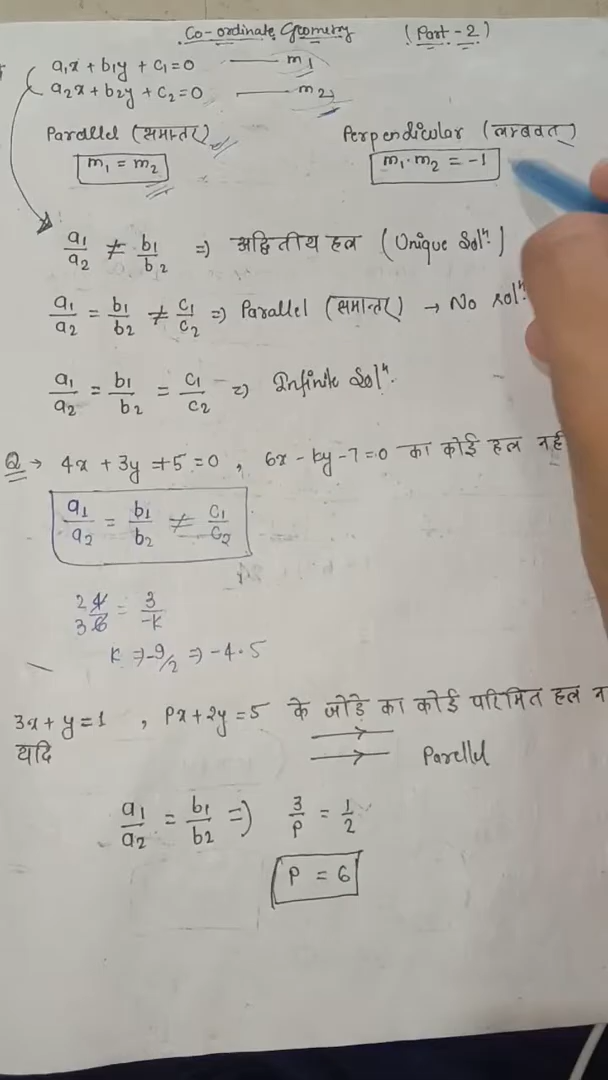 Co-ordinate Geometry (Part-2)
a₁x + b₁y + c₁ = 0 —— m₁
a₂x + b₂y + c₂ = 0 —— m₂
Parallel (समान्तर) Perpendicular (लम्बवत्)
m₁ = m₂ m₁·m₂ = -1
a₁/a₂ ≠ b₁/b₂ => अद्वितीय हल (Unique Solⁿ.)
a₁/a₂ = b₁/b₂ ≠ c₁/c₂ => Parallel (समान्तर) → No solⁿ.
a₁/a₂ = b₁/b₂ = c₁/c₂ => Infinite Solⁿ.
Q → 4x + 3y + 5 = 0 , 6x - ky - 7 = 0 का कोई हल नही
a₁/a₂ = b₁/b₂ ≠ c₁/c₂
2 4/3 6 = 3/-k
k => -9/2 => -4.5
3x + y = 1 , Px + 2y = 5 के जोड़े का कोई परिमित हल न
यदि Parellel
a₁/a₂ = b₁/b₂ => 3/P = 1/2
P = 6